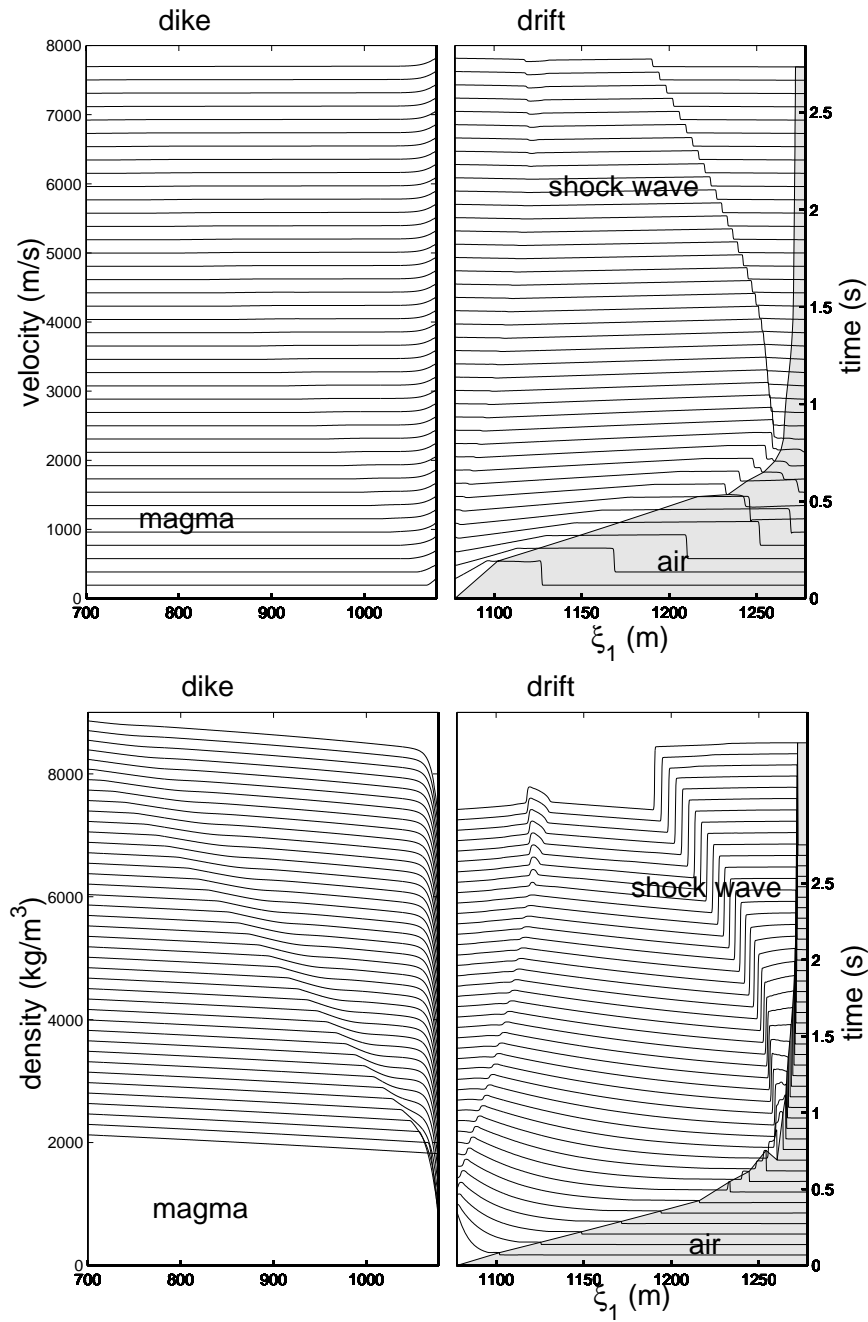 dike drift
8000
7000
6000
5000
4000
3000
2000
1000
0
velocity (m/s)
magma
shock wave
air
2.5
2
1.5
1
0.5
0
time (s)
700 800 900 1000 1100 1150 1200 1250
ξ1 (m)
dike drift
8000
6000
4000
2000
0
density (kg/m³)
magma
shock wave
air
2.5
2
1.5
1
0.5
0
time (s)
700 800 900 1000 1100 1150 1200 1250
ξ1 (m)